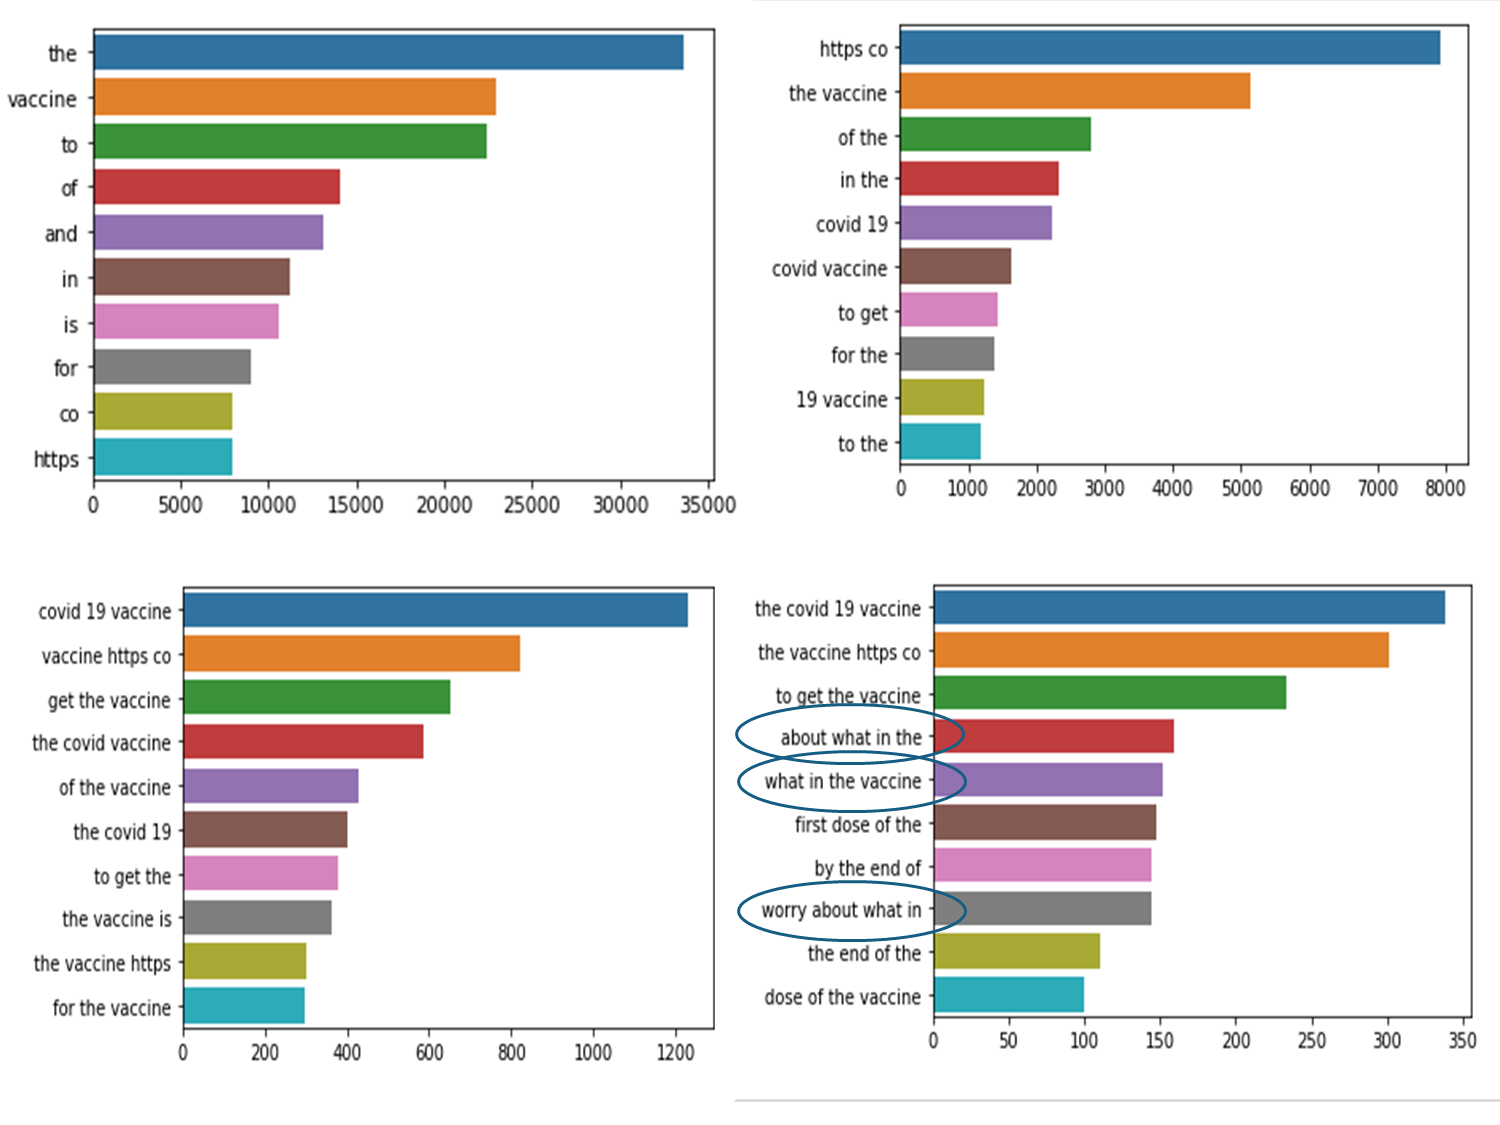 the
vaccine
to
of
and
in
is
for
co
https
0 5000 10000 15000 20000 25000 30000 35000
https co
the vaccine
of the
in the
covid 19
covid vaccine
to get
for the
19 vaccine
to the
0 1000 2000 3000 4000 5000 6000 7000 8000
covid 19 vaccine
vaccine https co
get the vaccine
the covid vaccine
of the vaccine
the covid 19
to get the
the vaccine is
the vaccine https
for the vaccine
0 200 400 600 800 1000 1200
the covid 19 vaccine
the vaccine https co
to get the vaccine
about what in the
what in the vaccine
first dose of the
by the end of
worry about what in
the end of the
dose of the vaccine
0 50 100 150 200 250 300 350